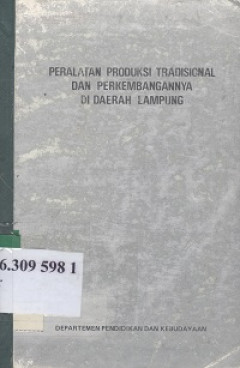 PERALATAN PRODUKSI TRADISIONAL
DAN PERKEMBANGANNYA
DI DAERAH LAMPUNG
6.309 598 1
DEPARTEMEN PENDIDIKAN DAN KEBUDAYAAN